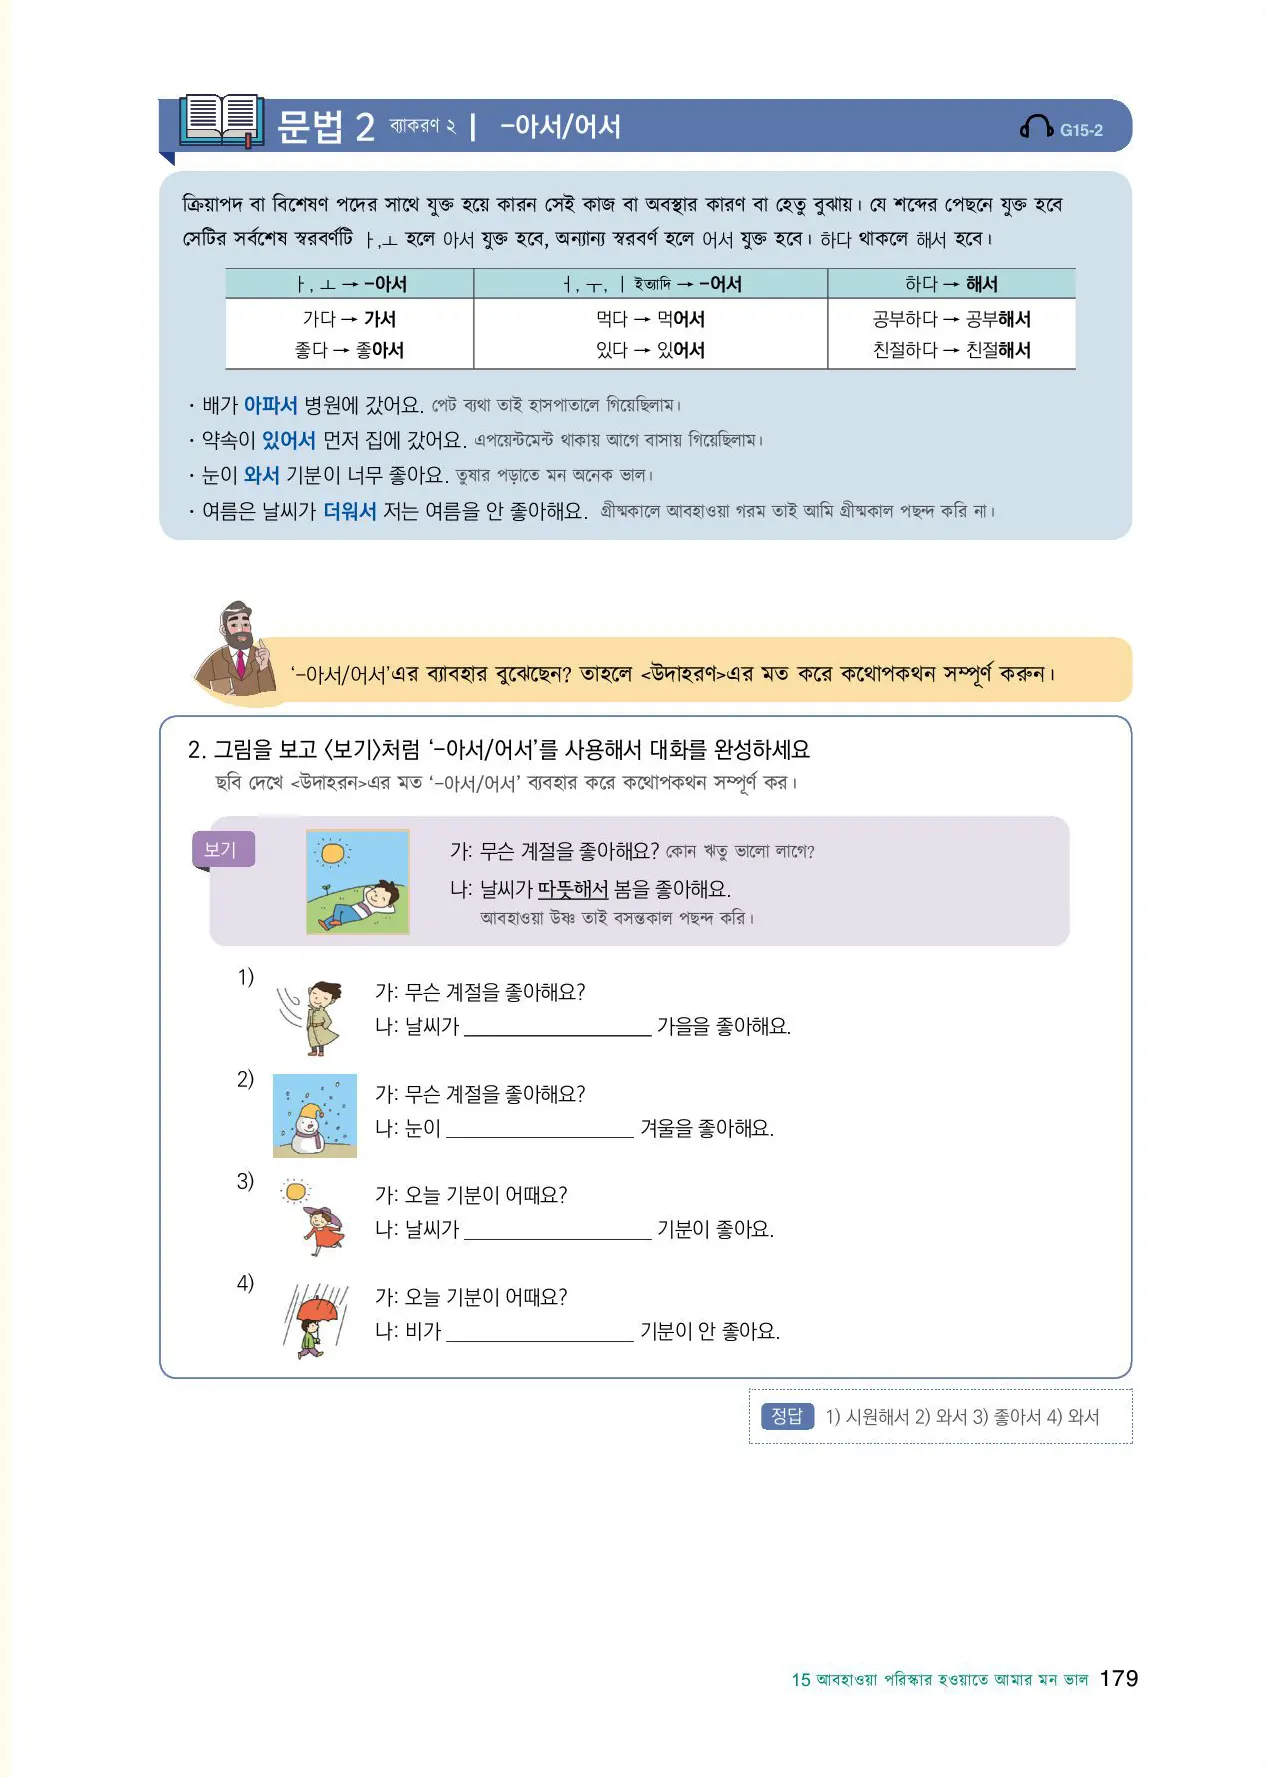 문법 2 ব্যাকরণ ২ | -아서/어서
G15-2
ক্রিয়াপদ বা বিশেষণ পদের সাথে যুক্ত হয়ে কারন সেই কাজ বা অবস্থার কারণ বা হেতু বুঝায়। যে শব্দের পেছনে যুক্ত হবে
সেটির সর্বশেষ স্বরবর্ণটি ㅏ,ㅗ হলে 아서 যুক্ত হবে, অন্যান্য স্বরবর্ণ হলে 어서 যুক্ত হবে। 하다 থাকলে 해서 হবে।
ㅏ, ㅗ → -아서 ㅓ, ㅜ, ㅣ ইত্যাদি → -어서 하다 → 해서
가다 → 가서 먹다 → 먹어서 공부하다 → 공부해서
좋다 → 좋아서 있다 → 있어서 친절하다 → 친절해서
· 배가 아파서 병원에 갔어요. পেট ব্যথা তাই হাসপাতালে গিয়েছিলাম।
· 약속이 있어서 먼저 집에 갔어요. এপয়েন্টমেন্ট থাকায় আগে বাসায় গিয়েছিলাম।
· 눈이 와서 기분이 너무 좋아요. তুষার পড়াতে মন অনেক ভাল।
· 여름은 날씨가 더워서 저는 여름을 안 좋아해요. গ্রীষ্মকালে আবহাওয়া গরম তাই আমি গ্রীষ্মকাল পছন্দ করি না।
‘-아서/어서’এর ব্যাবহার বুঝেছেন? তাহলে <উদাহরণ>এর মত করে কথোপকথন সম্পূর্ণ করুন।
2. 그림을 보고 〈보기〉처럼 ‘-아서/어서’를 사용해서 대화를 완성하세요
ছবি দেখে <উদাহরন>এর মত ‘-아서/어서’ ব্যবহার করে কথোপকথন সম্পূর্ণ কর।
보기
가: 무슨 계절을 좋아해요? কোন ঋতু ভালো লাগে?
나: 날씨가 따뜻해서 봄을 좋아해요.
আবহাওয়া উষ্ণ তাই বসন্তকাল পছন্দ করি।
1)
가: 무슨 계절을 좋아해요?
나: 날씨가 ____________________ 가을을 좋아해요.
2)
가: 무슨 계절을 좋아해요?
나: 눈이 ____________________ 겨울을 좋아해요.
3)
가: 오늘 기분이 어때요?
나: 날씨가 ____________________ 기분이 좋아요.
4)
가: 오늘 기분이 어때요?
나: 비가 ____________________ 기분이 안 좋아요.
정답 1) 시원해서 2) 와서 3) 좋아서 4) 와서
15 আবহাওয়া পরিস্কার হওয়াতে আমার মন ভাল 179